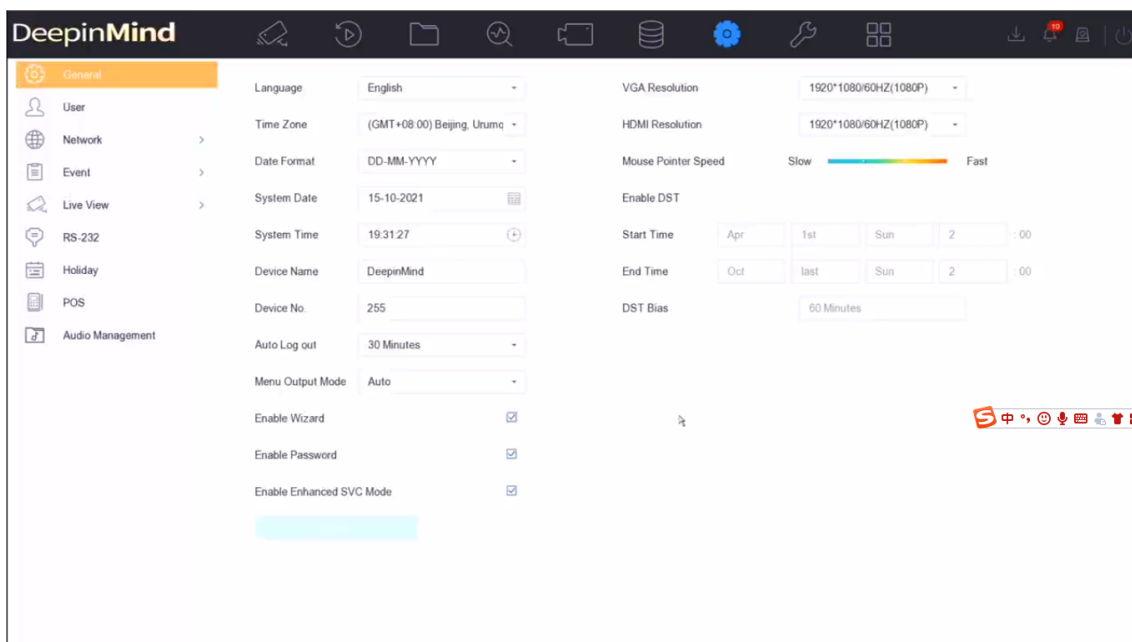 DeepinMind
10
General
User
Network
Event
Live View
RS-232
Holiday
POS
Audio Management
Language English
Time Zone (GMT+08:00) Beijing, Urumq
Date Format DD-MM-YYYY
System Date 15-10-2021
System Time 19:31:27
Device Name DeepinMind
Device No. 255
Auto Log out 30 Minutes
Menu Output Mode Auto
Enable Wizard
Enable Password
Enable Enhanced SVC Mode
VGA Resolution 1920*1080/60HZ(1080P)
HDMI Resolution 1920*1080/60HZ(1080P)
Mouse Pointer Speed Slow Fast
Enable DST
Start Time Apr 1st Sun 2 : 00
End Time Oct last Sun 2 : 00
DST Bias 60 Minutes
S 中 °,